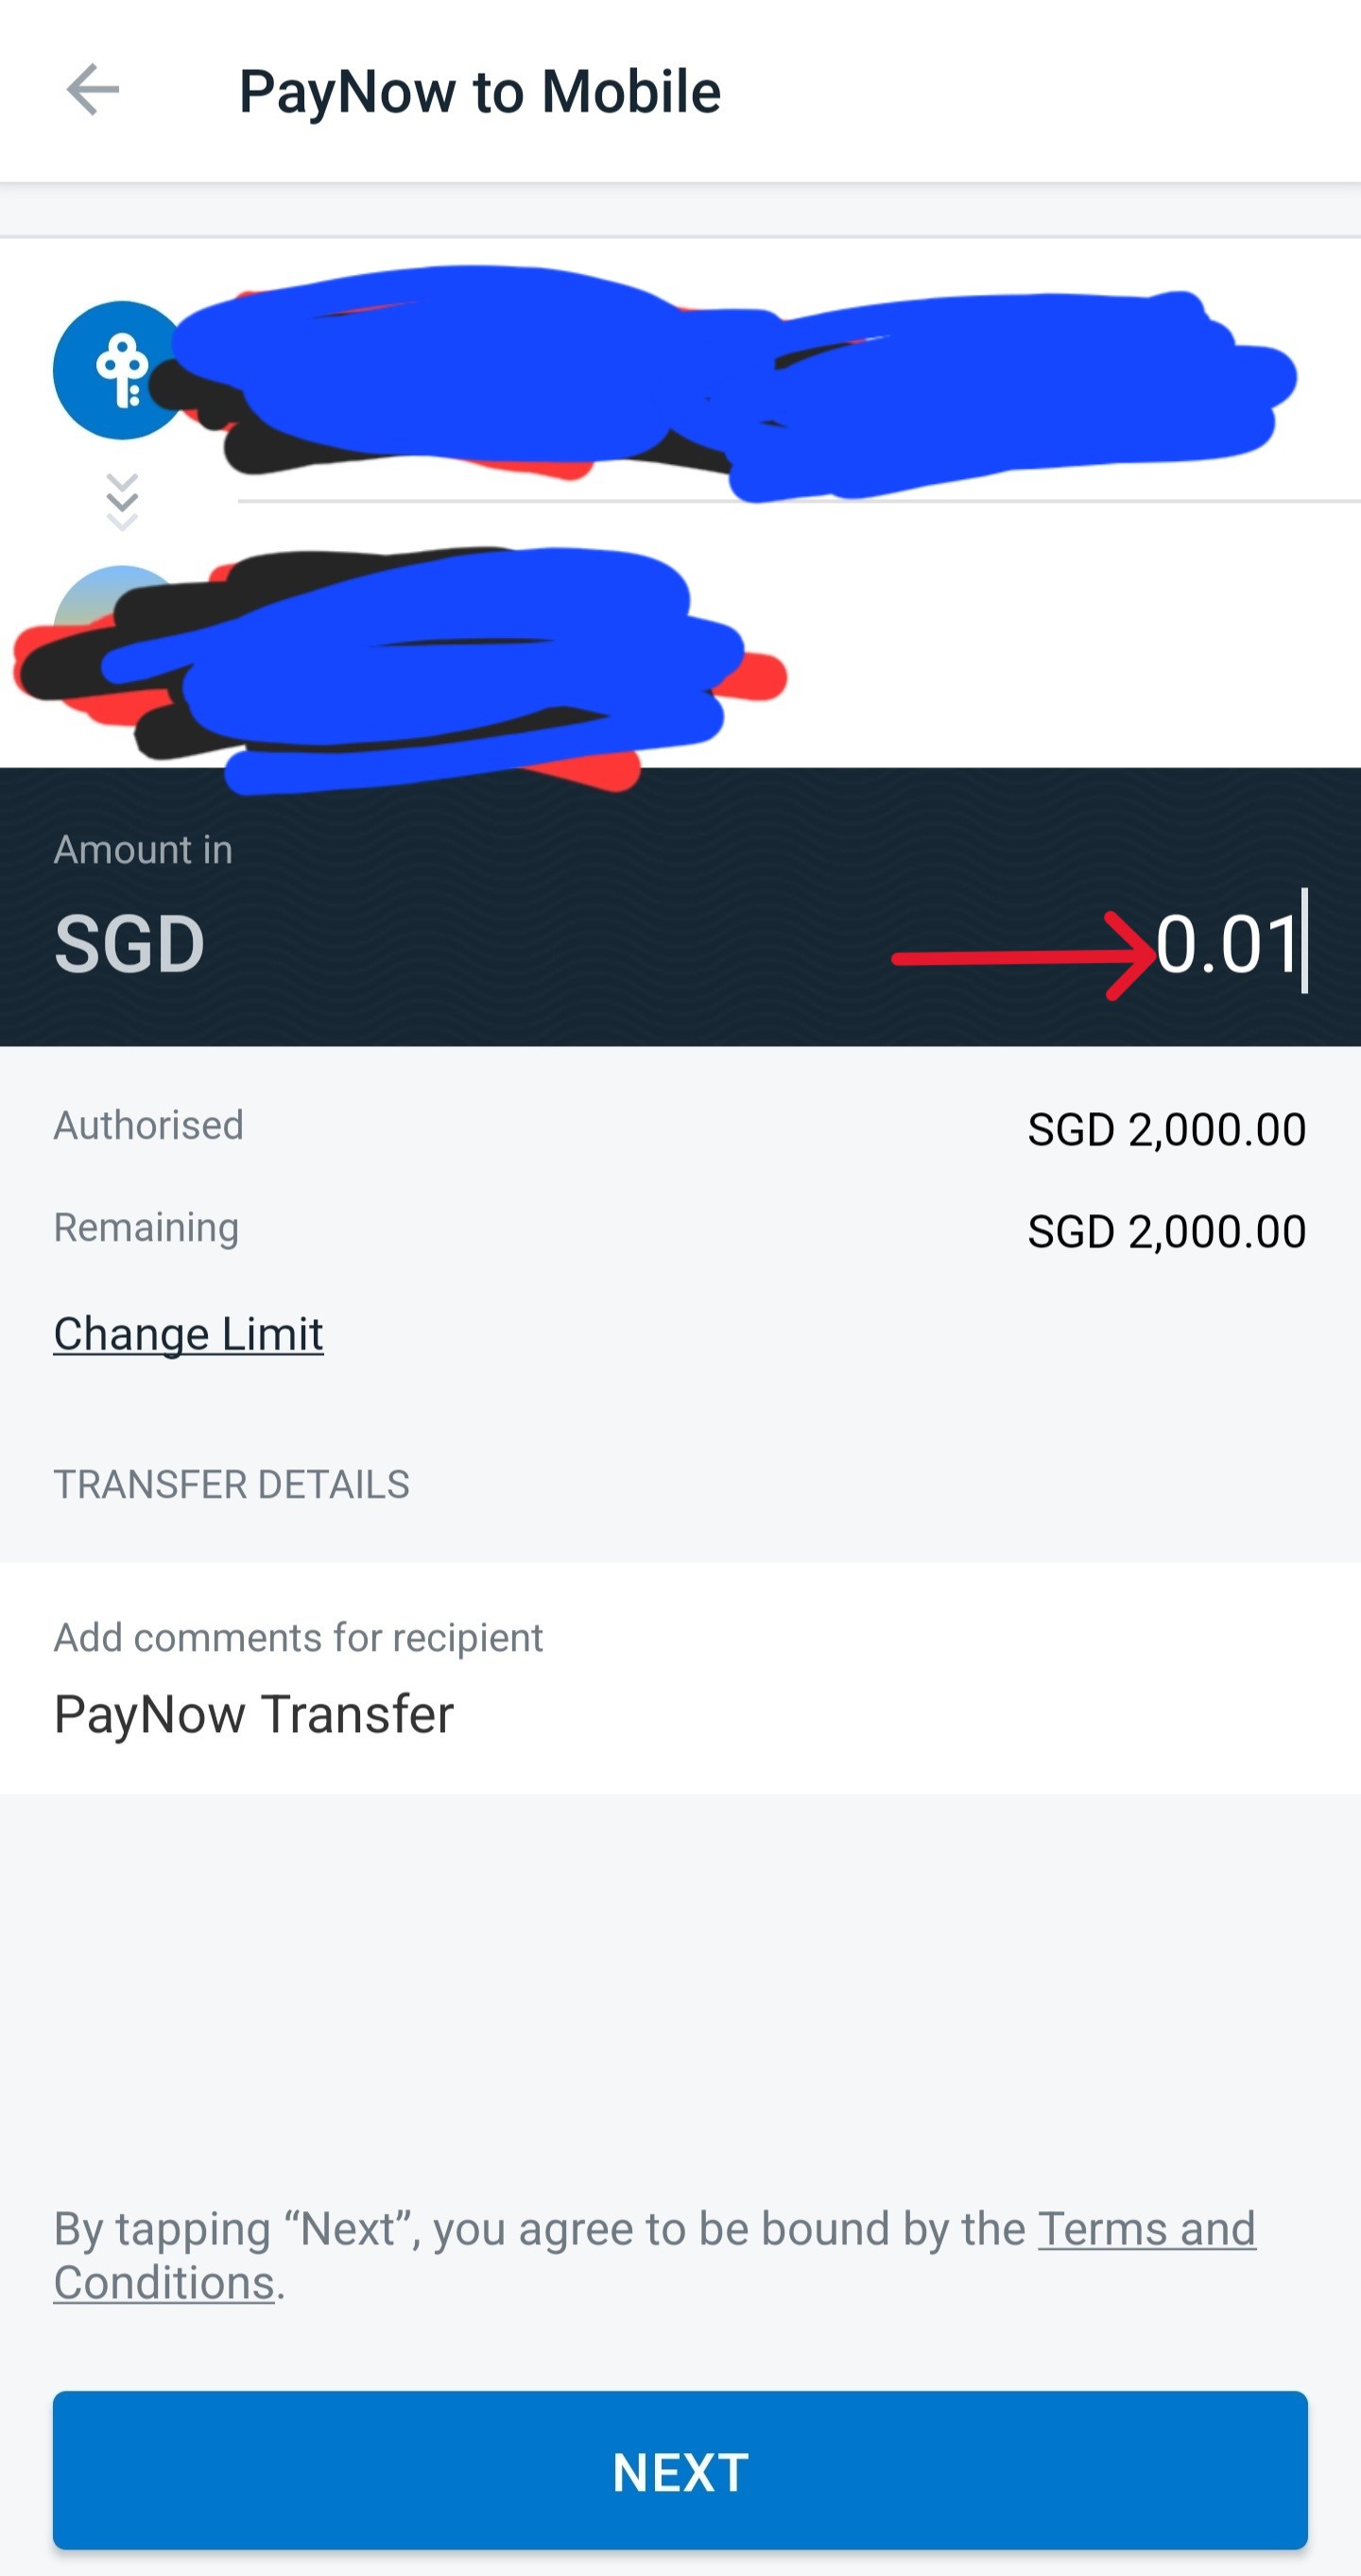 PayNow to Mobile
Amount in
SGD
0.01
Authorised
SGD 2,000.00
Remaining
SGD 2,000.00
Change Limit
TRANSFER DETAILS
Add comments for recipient
PayNow Transfer
By tapping “Next”, you agree to be bound by the Terms and
Conditions.
NEXT